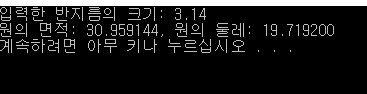 입력한 반지름의 크기: 3.14
원의 면적: 30.959144, 원의 둘레: 19.719200
계속하려면 아무 키나 누르십시오 . . .